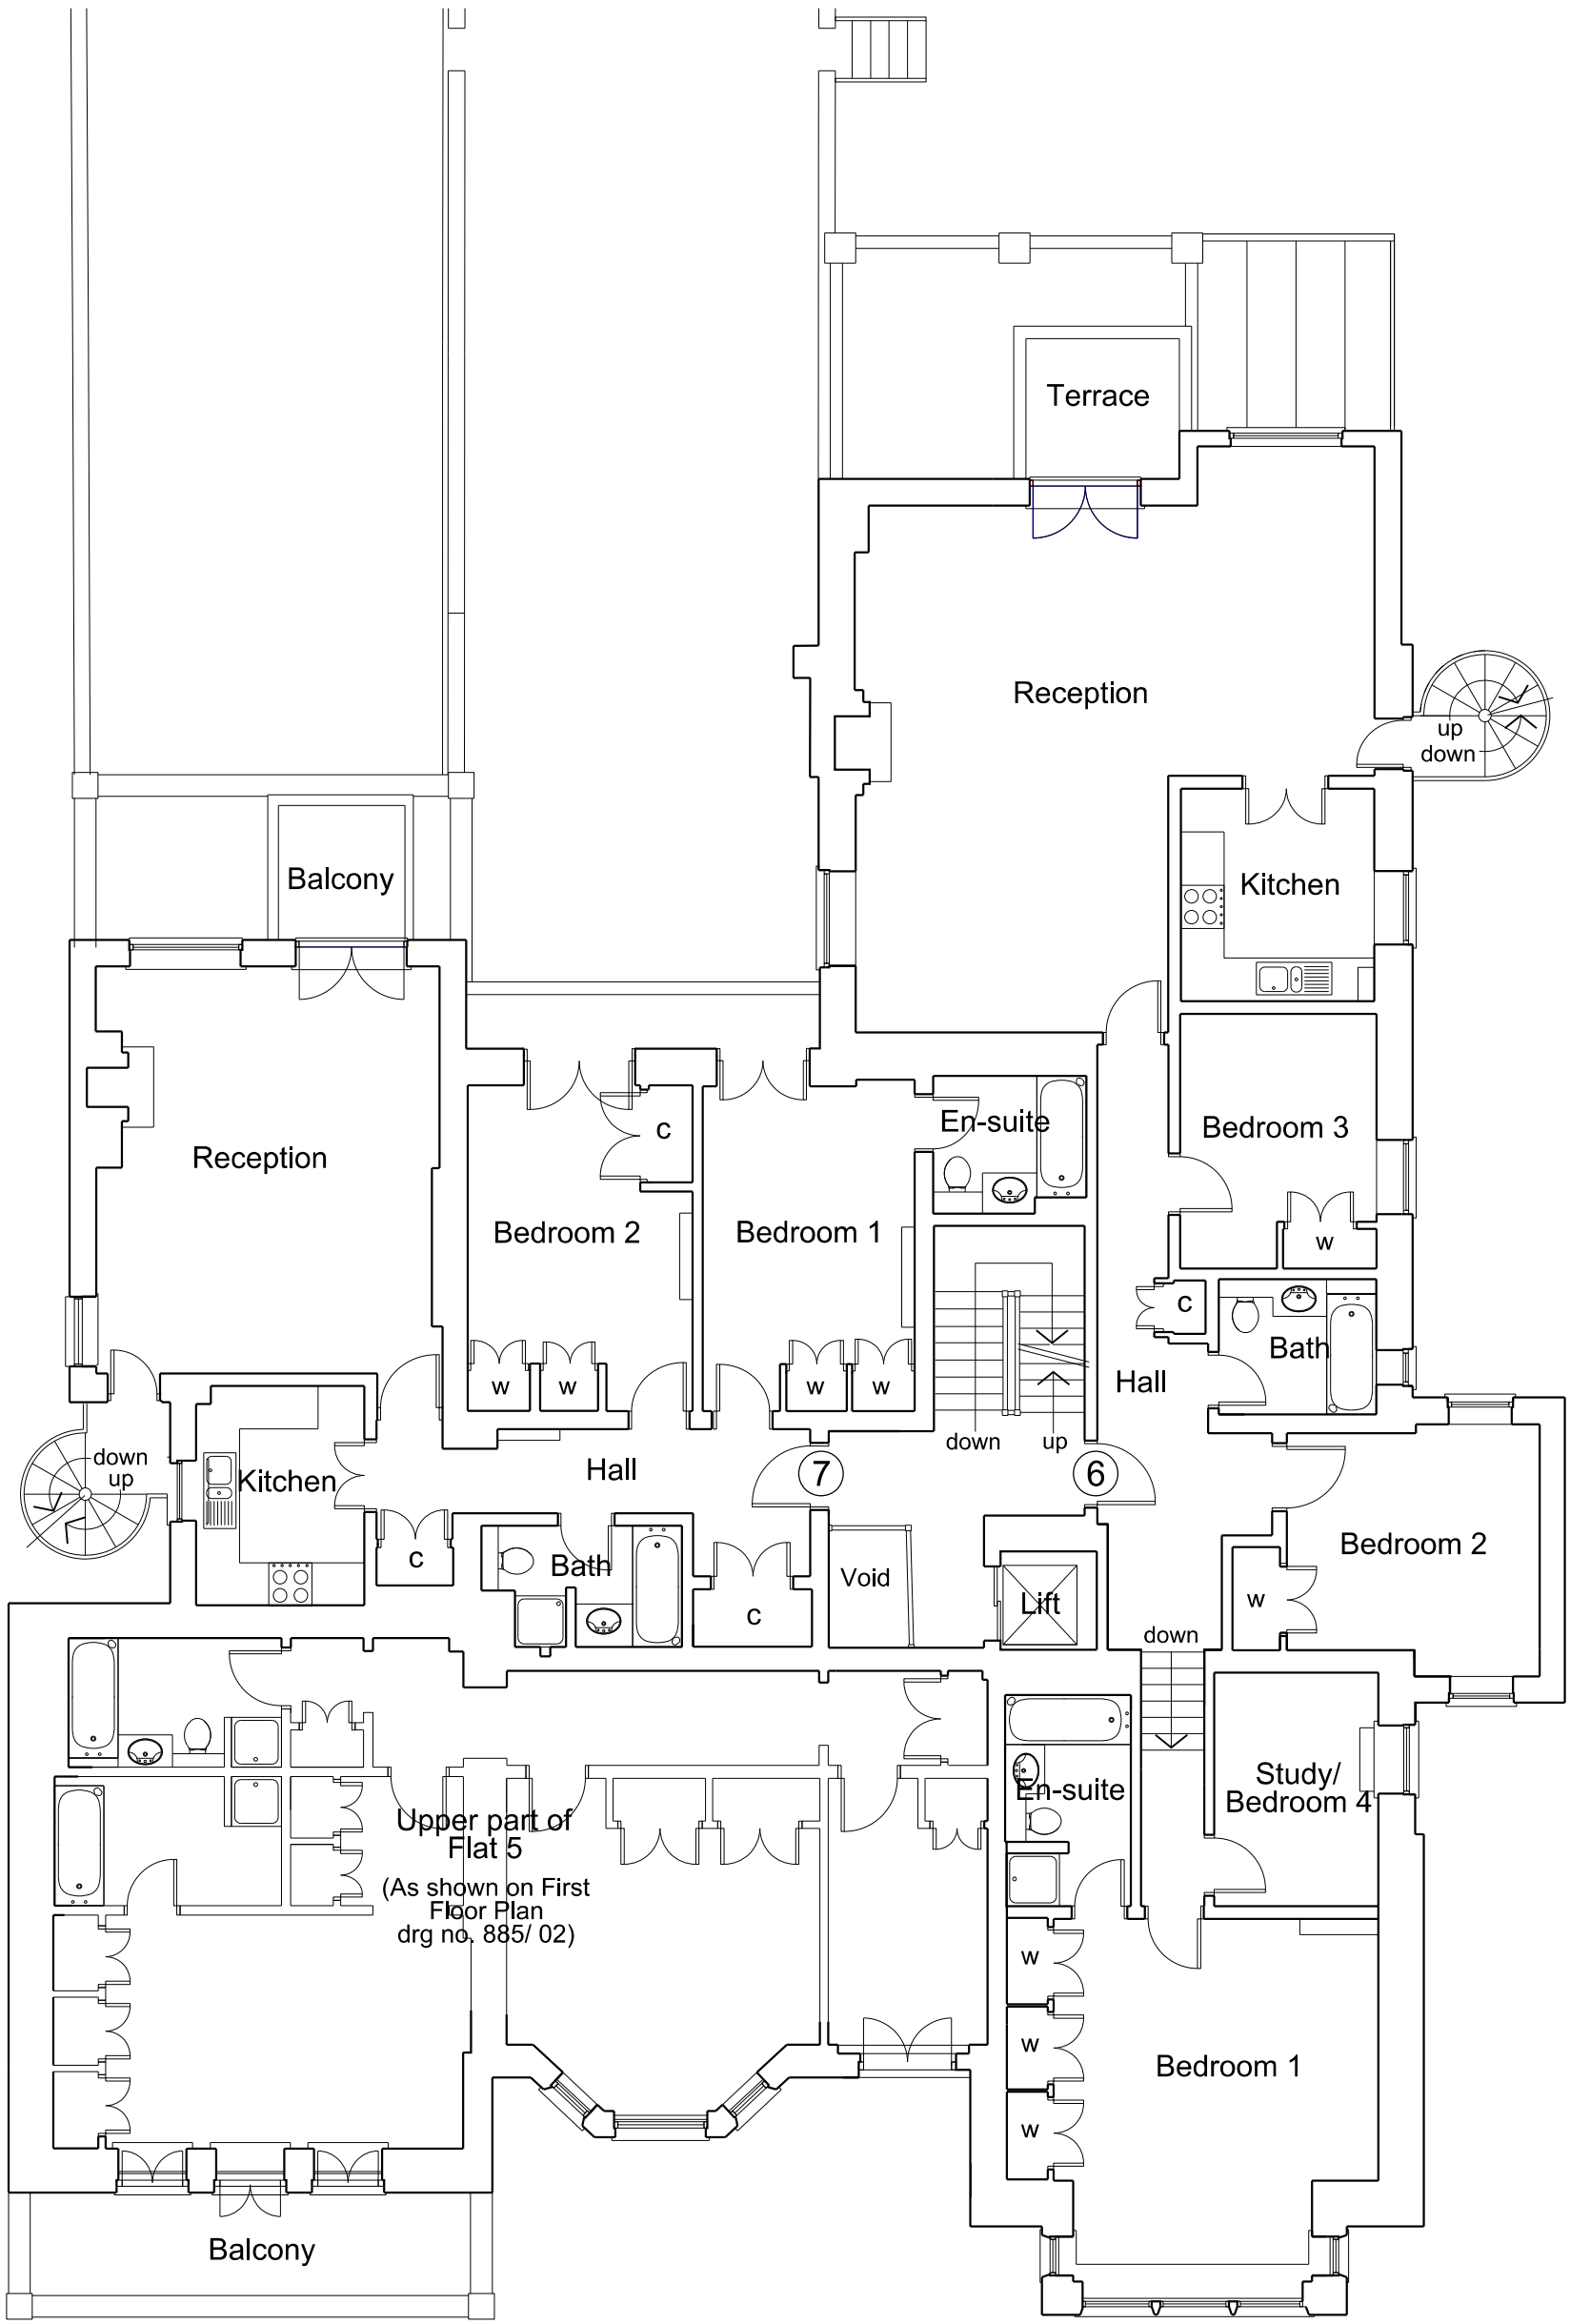 Terrace
Reception
up
down
Balcony
Kitchen
En-suite
c
Bedroom 3
Reception
Bedroom 2
Bedroom 1
w
c
Bath
w
w
w
w
Hall
down
up
down
up
Kitchen
Hall
7
6
Bedroom 2
c
Bath
Void
Lift
w
c
down
Study/
Bedroom 4
En-suite
Upper part of
Flat 5
(As shown on First
Floor Plan
drg no. 885/ 02)
w
w
Bedroom 1
w
Balcony